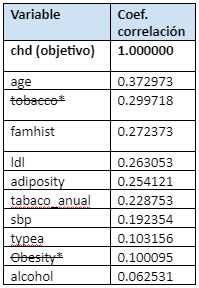 Variable Coef. correlación
chd (objetivo) 1.000000
age 0.372973
tobacco* 0.299718
famhist 0.272373
ldl 0.263053
adiposity 0.254121
tabaco_anual 0.228753
sbp 0.192354
typea 0.103156
Obesity* 0.100095
alcohol 0.062531